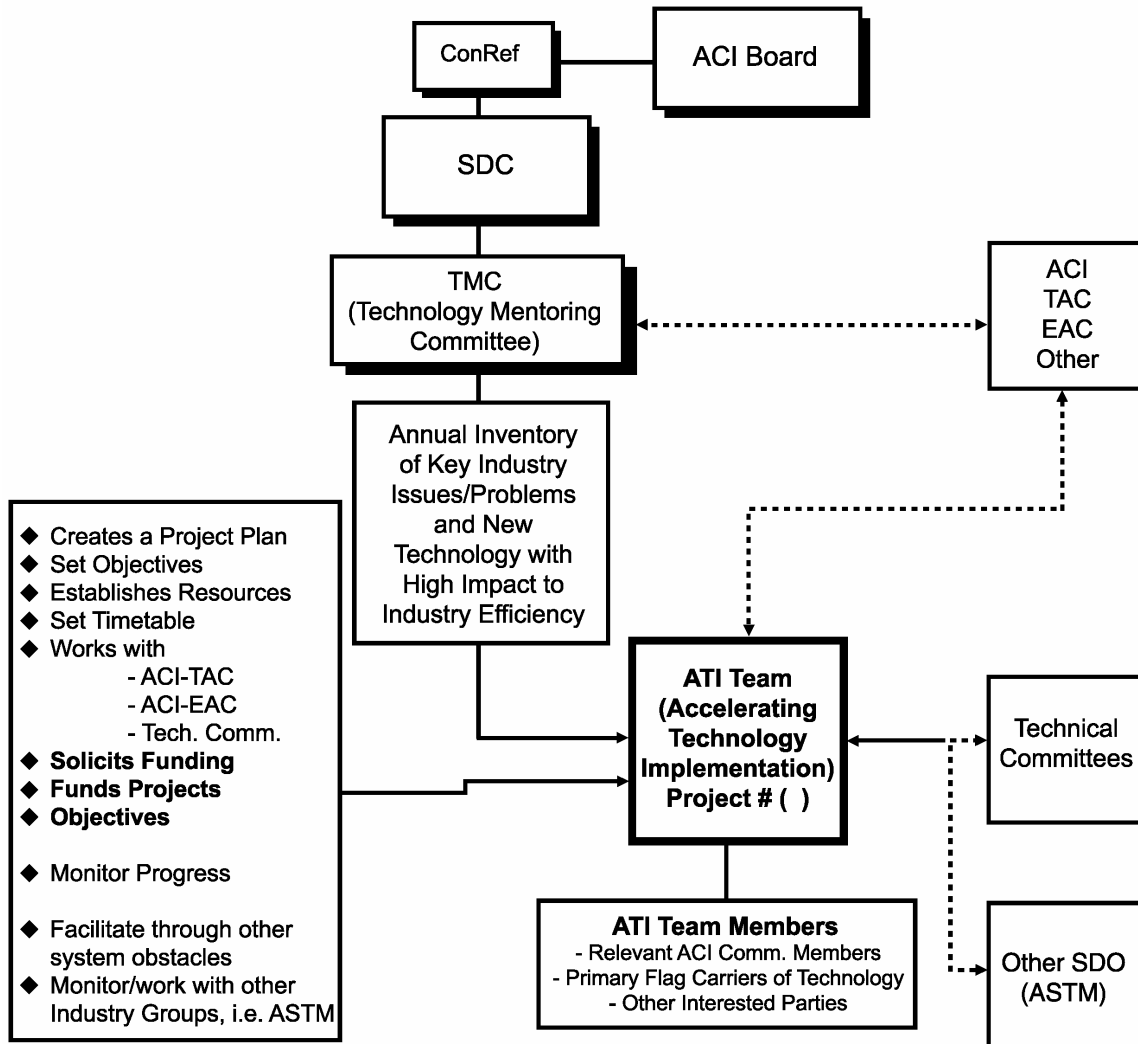 ConRef
ACI Board
SDC
TMC
(Technology Mentoring
Committee)
ACI
TAC
EAC
Other
Annual Inventory
of Key Industry
Issues/Problems
and New
Technology with
High Impact to
Industry Efficiency
◆ Creates a Project Plan
◆ Set Objectives
◆ Establishes Resources
◆ Set Timetable
◆ Works with
- ACI-TAC
- ACI-EAC
- Tech. Comm.
◆ Solicits Funding
◆ Funds Projects
◆ Objectives
◆ Monitor Progress
◆ Facilitate through other
system obstacles
◆ Monitor/work with other
Industry Groups, i.e. ASTM
ATI Team
(Accelerating
Technology
Implementation)
Project # ( )
Technical
Committees
ATI Team Members
- Relevant ACI Comm. Members
- Primary Flag Carriers of Technology
- Other Interested Parties
Other SDO
(ASTM)